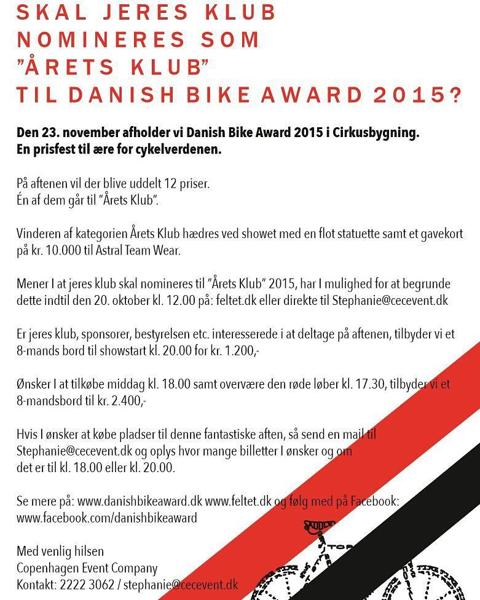 SKAL JERES KLUB
NOMINERES SOM
”ÅRETS KLUB”
TIL DANISH BIKE AWARD 2015?
Den 23. november afholder vi Danish Bike Award 2015 i Cirkusbygning.
En prisfest til ære for cykelverdenen.
På aftenen vil der blive uddelt 12 priser.
Én af dem går til ”Årets Klub”.
Vinderen af kategorien Årets Klub hædres ved showet med en flot statuette samt et gavekort
på kr. 10.000 til Astral Team Wear.
Mener I at jeres klub skal nomineres til ”Årets Klub” 2015, har I mulighed for at begrunde
dette indtil den 20. oktober kl. 12.00 på: feltet.dk eller direkte til Stephanie@cecevent.dk
Er jeres klub, sponsorer, bestyrelsen etc. interesserede i at deltage på aftenen, tilbyder vi et
8-mands bord til showstart kl. 20.00 for kr. 1.200,-
Ønsker I at tilkøbe middag kl. 18.00 samt overvære den røde løber kl. 17.30, tilbyder vi et
8-mandsbord til kr. 2.400,-
Hvis I ønsker at købe pladser til denne fantastiske aften, så send en mail til
Stephanie@cecevent.dk og oplys hvor mange billetter I ønsker og om
det er til kl. 18.00 eller kl. 20.00.
Se mere på: www.danishbikeaward.dk www.feltet.dk og følg med på Facebook:
www.facebook.com/danishbikeaward
Med venlig hilsen
Copenhagen Event Company
Kontakt: 2222 3062 / stephanie@cecevent.dk